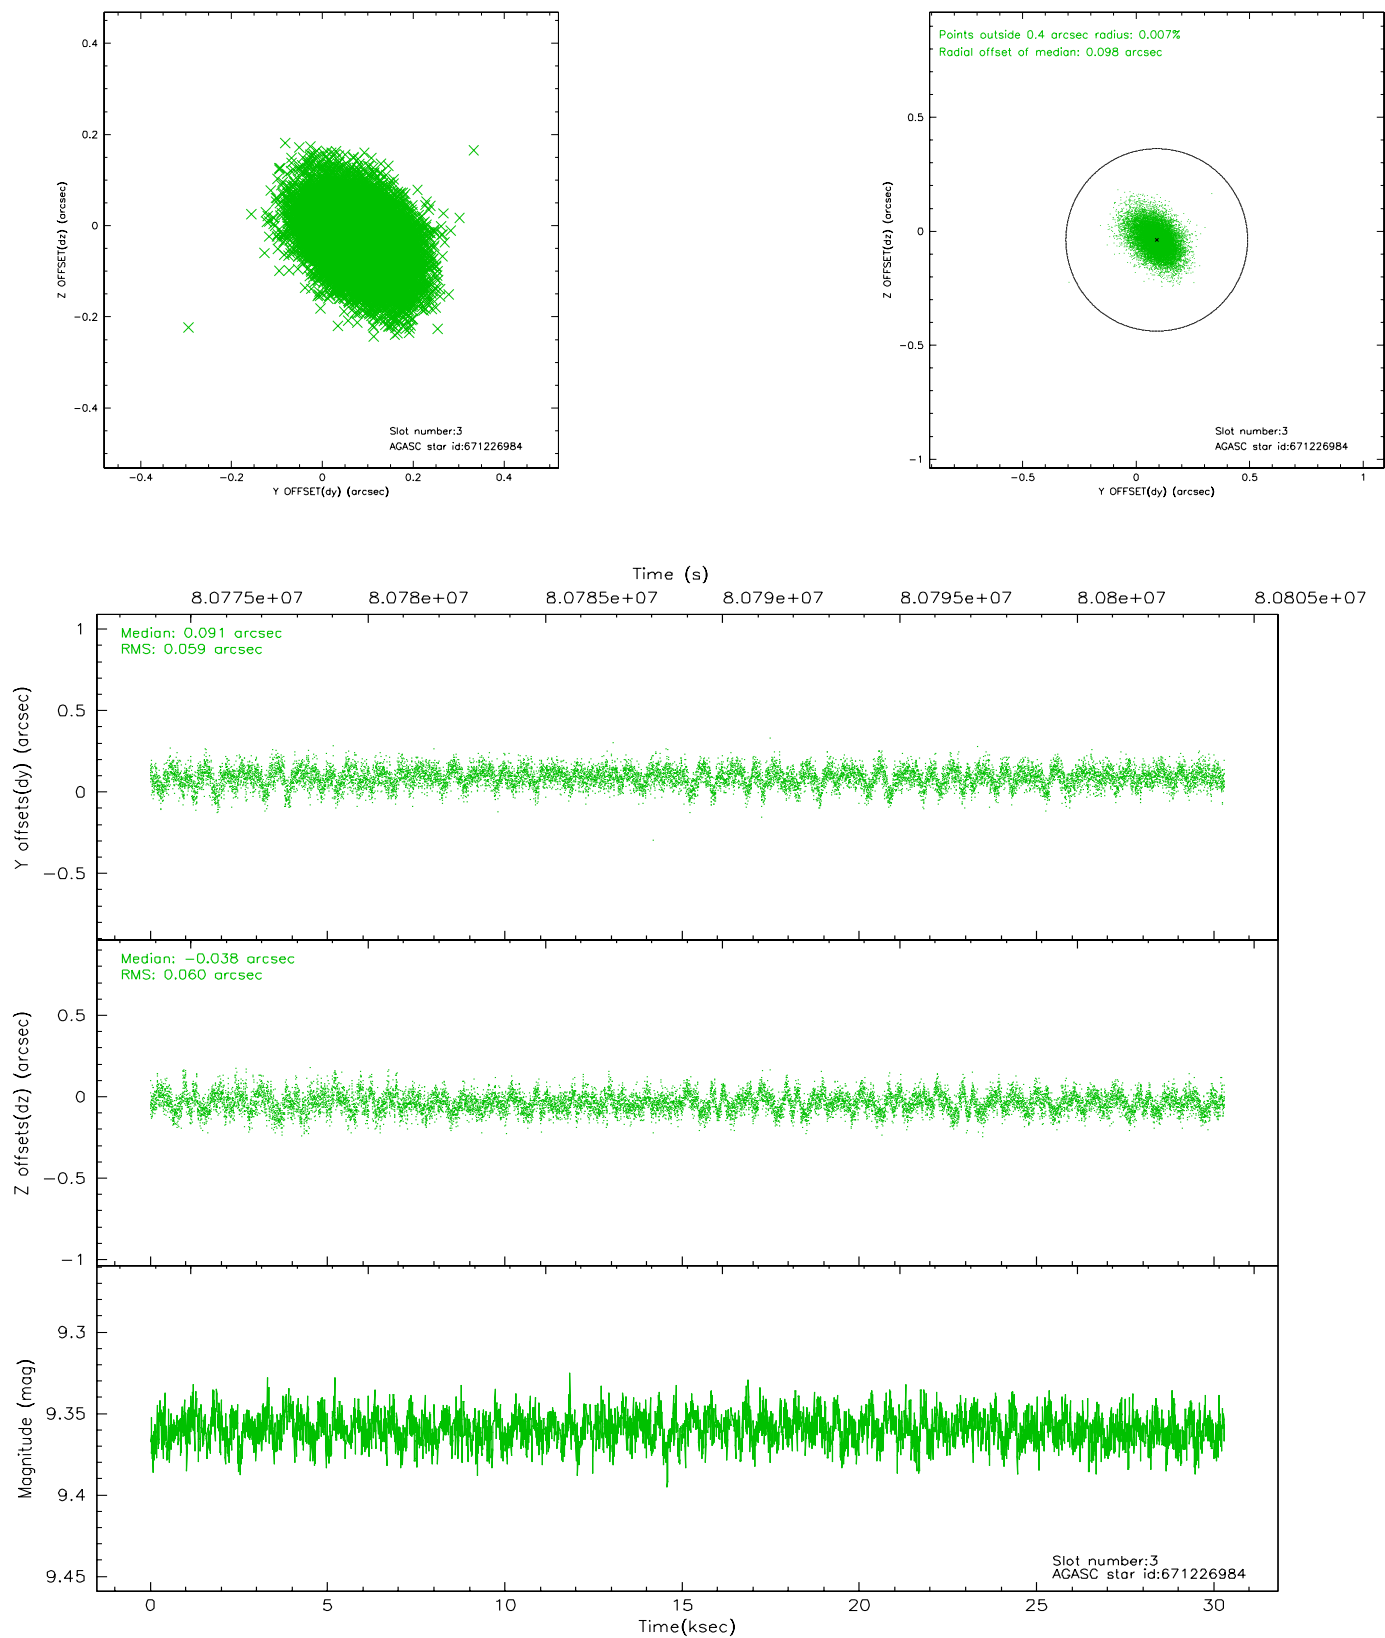 0.4
0.2
0
−0.2
−0.4
Z OFFSET(dz) (arcsec)
Slot number:3
AGASC star id:671226984
−0.4 −0.2 0 0.2 0.4
Y OFFSET(dy) (arcsec)
Points outside 0.4 arcsec radius: 0.007%
Radial offset of median: 0.098 arcsec
0.5
0
−0.5
−1
Z OFFSET(dz) (arcsec)
Slot number:3
AGASC star id:671226984
−0.5 0 0.5 1
Y OFFSET(dy) (arcsec)
Time (s)
8.0775e+07 8.078e+07 8.0785e+07 8.079e+07 8.0795e+07 8.08e+07 8.0805e+07
Median: 0.091 arcsec
RMS: 0.059 arcsec
1
0.5
0
−0.5
Y offsets(dy) (arcsec)
Median: −0.038 arcsec
RMS: 0.060 arcsec
0.5
0
−0.5
−1
Z offsets(dz) (arcsec)
9.3
9.35
9.4
9.45
Magnitude (mag)
Slot number:3
AGASC star id:671226984
0 5 10 15 20 25 30
Time(ksec)